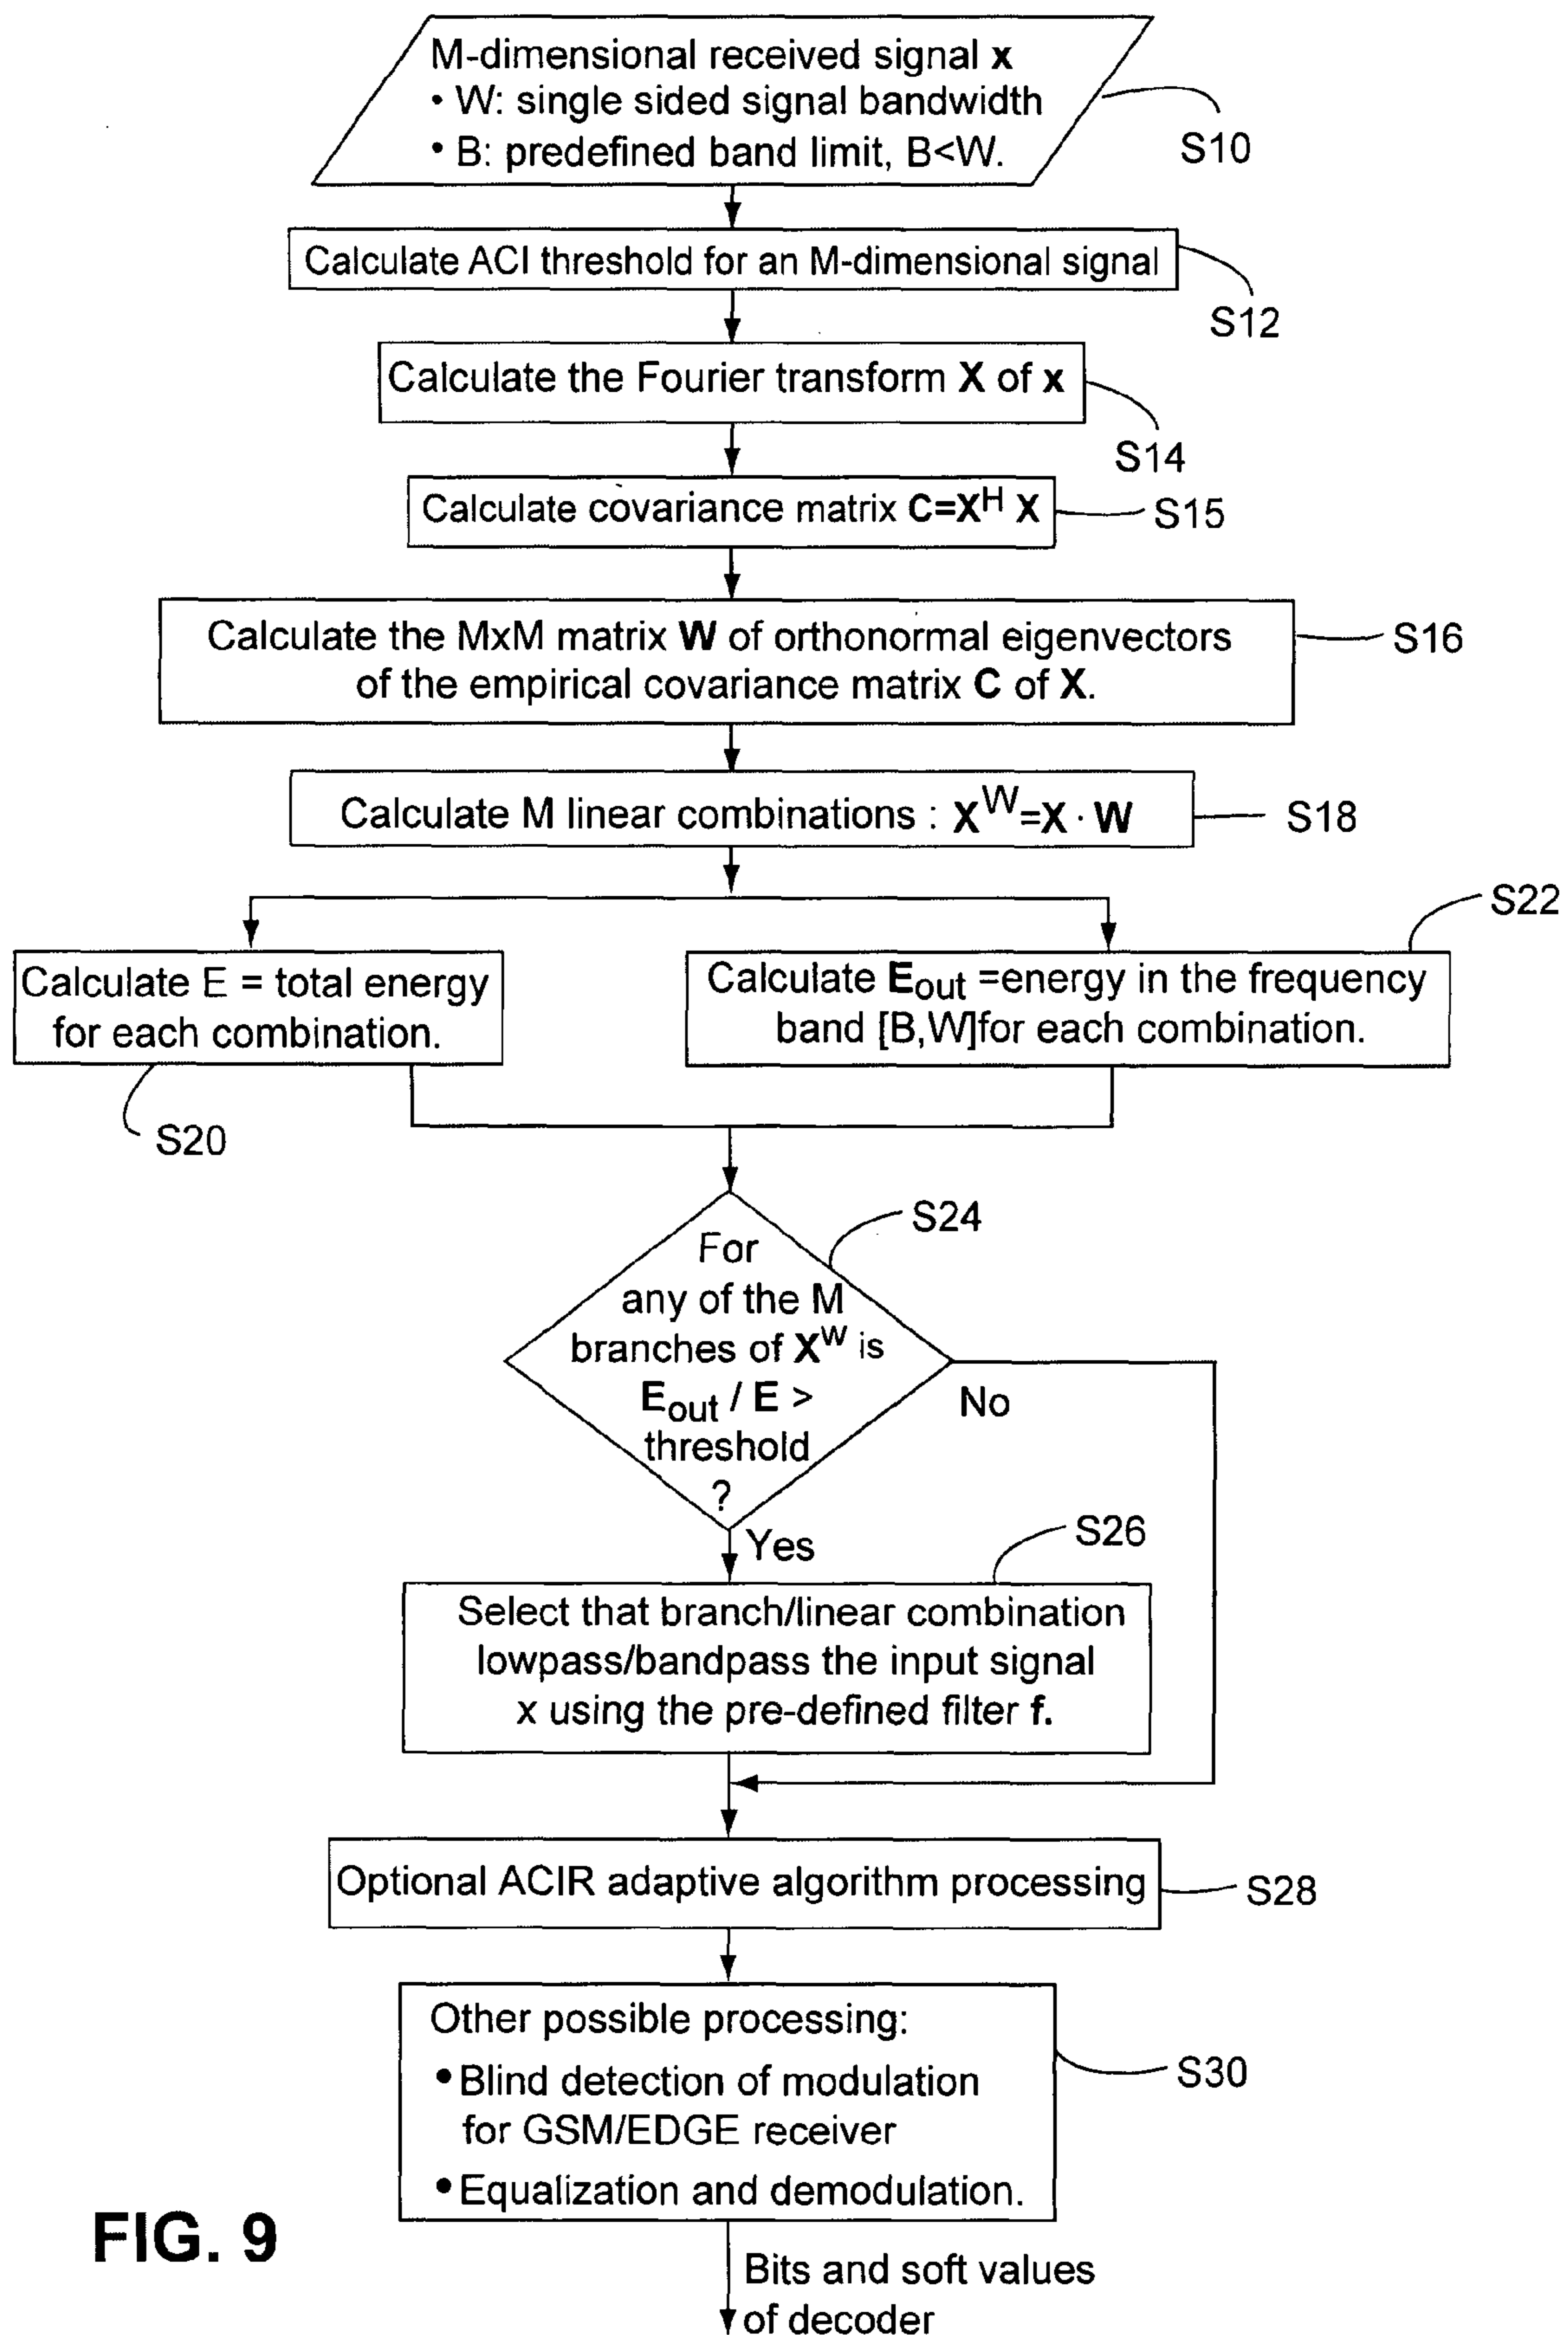 M-dimensional received signal x
• W: single sided signal bandwidth
• B: predefined band limit, B<W.
S10
Calculate ACI threshold for an M-dimensional signal
S12
Calculate the Fourier transform X of x
S14
Calculate covariance matrix C=X^H X
S15
Calculate the MxM matrix W of orthonormal eigenvectors
of the empirical covariance matrix C of X.
S16
Calculate M linear combinations : X^W=X · W
S18
S22
Calculate E = total energy
for each combination.
S20
Calculate E_out =energy in the frequency
band [B,W]for each combination.
S24
For
any of the M
branches of X^W is
E_out / E >
threshold
?
No
Yes
S26
Select that branch/linear combination
lowpass/bandpass the input signal
x using the pre-defined filter f.
Optional ACIR adaptive algorithm processing
S28
Other possible processing:
• Blind detection of modulation
for GSM/EDGE receiver
• Equalization and demodulation.
S30
FIG. 9
Bits and soft values
of decoder